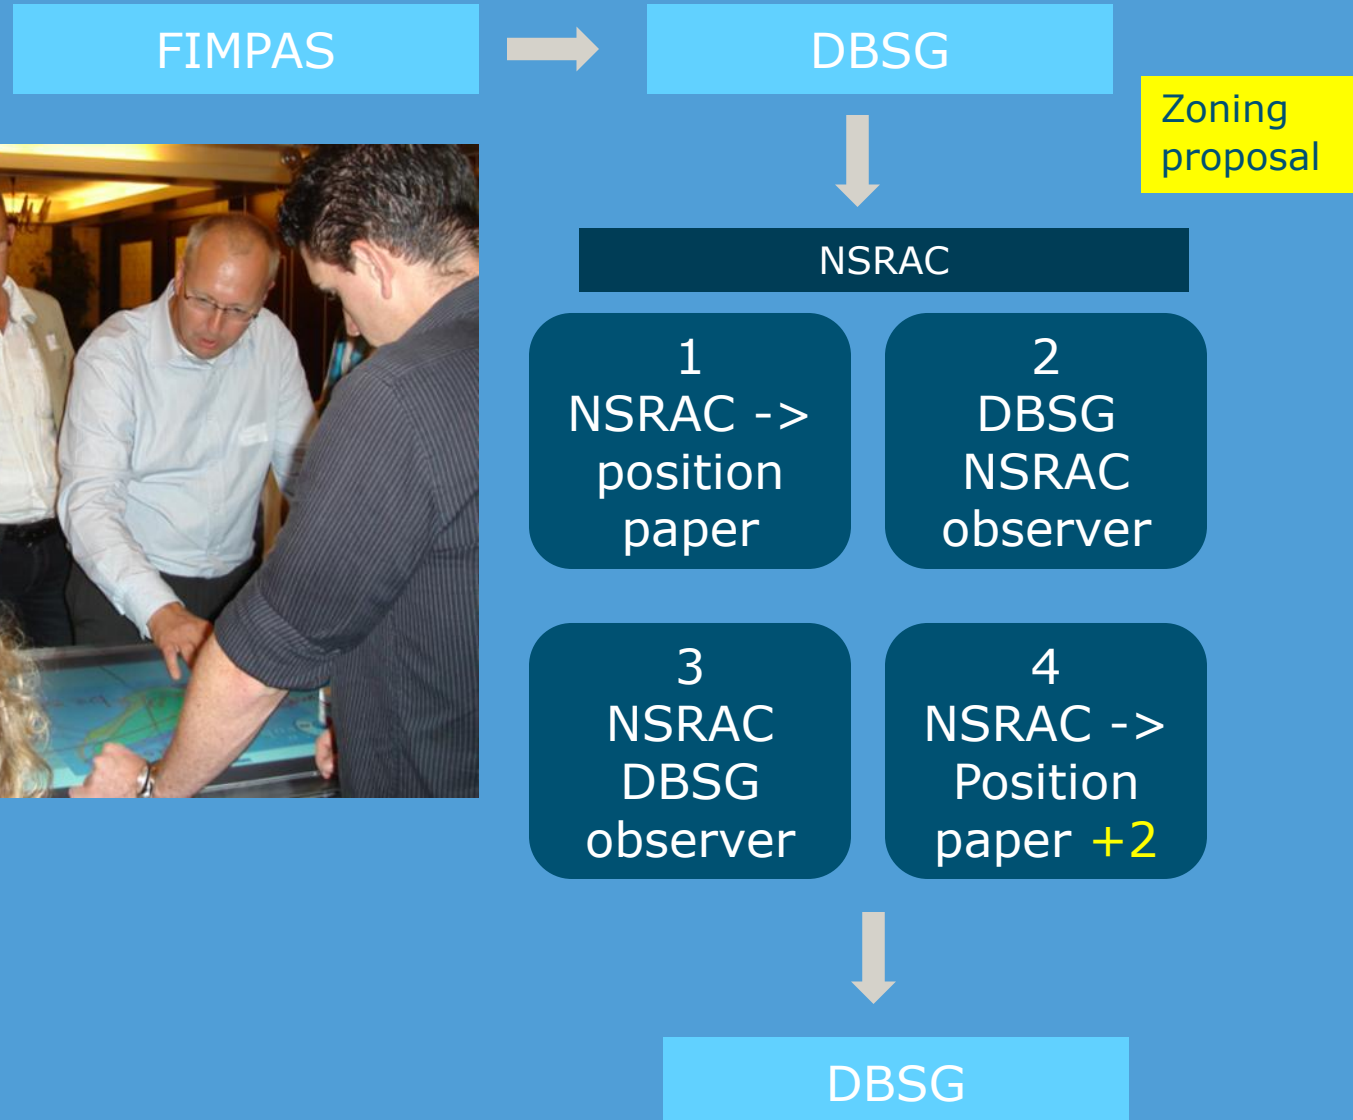 FIMPAS
DBSG
Zoning
proposal
NSRAC
1
NSRAC ->
position
paper
2
DBSG
NSRAC
observer
3
NSRAC
DBSG
observer
4
NSRAC ->
Position
paper +2
DBSG